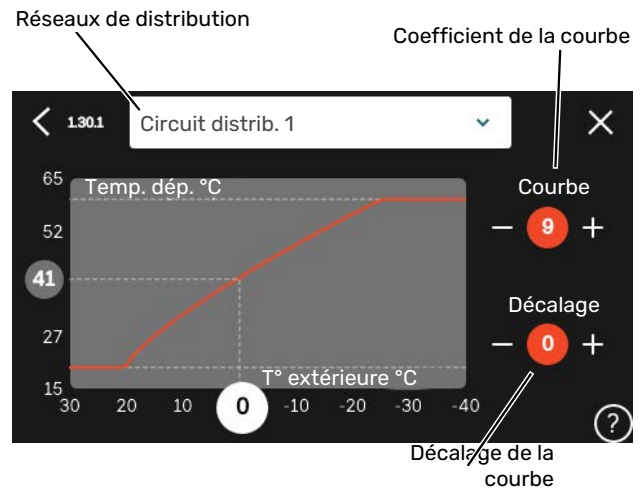 Réseaux de distribution
Coefficient de la courbe
1.30.1
Circuit distrib. 1
65
Temp. dép. °C
Courbe
52
9
41
Décalage
27
0
T° extérieure °C
15
30 20 10 0 -10 -20 -30 -40
?
Décalage de la
courbe